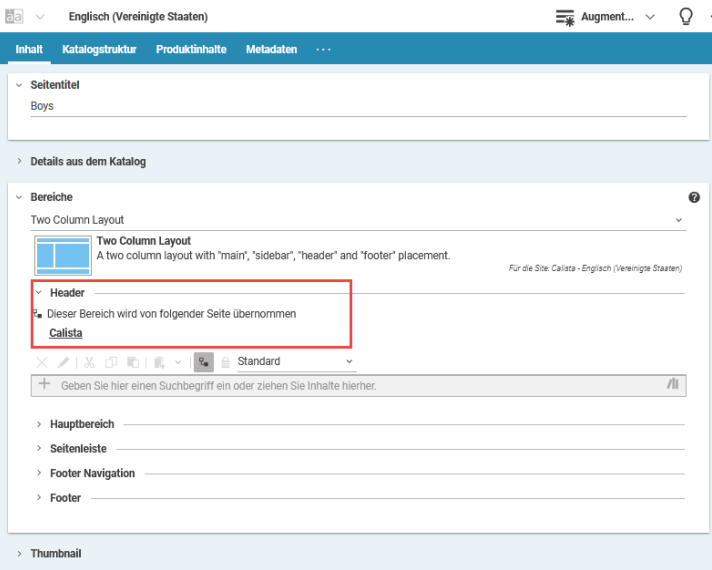 āa Englisch (Vereinigte Staaten) Augment...
Inhalt Katalogstruktur Produktinhalte Metadaten ...
Seitentitel
Boys
Details aus dem Katalog
Bereiche
Two Column Layout
Two Column Layout
A two column layout with "main", "sidebar", "header" and "footer" placement.
Für die Site: Calista - Englisch (Vereinigte Staaten)
Header
Dieser Bereich wird von folgender Seite übernommen
Calista
Standard
Geben Sie hier einen Suchbegriff ein oder ziehen Sie Inhalte hierher.
Hauptbereich
Seitenleiste
Footer Navigation
Footer
Thumbnail